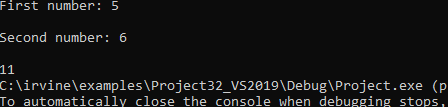 First number: 5
Second number: 6
11
C:\irvine\examples\Project32_VS2019\Debug\Project.exe (p
To automatically close the console when debugging stops,